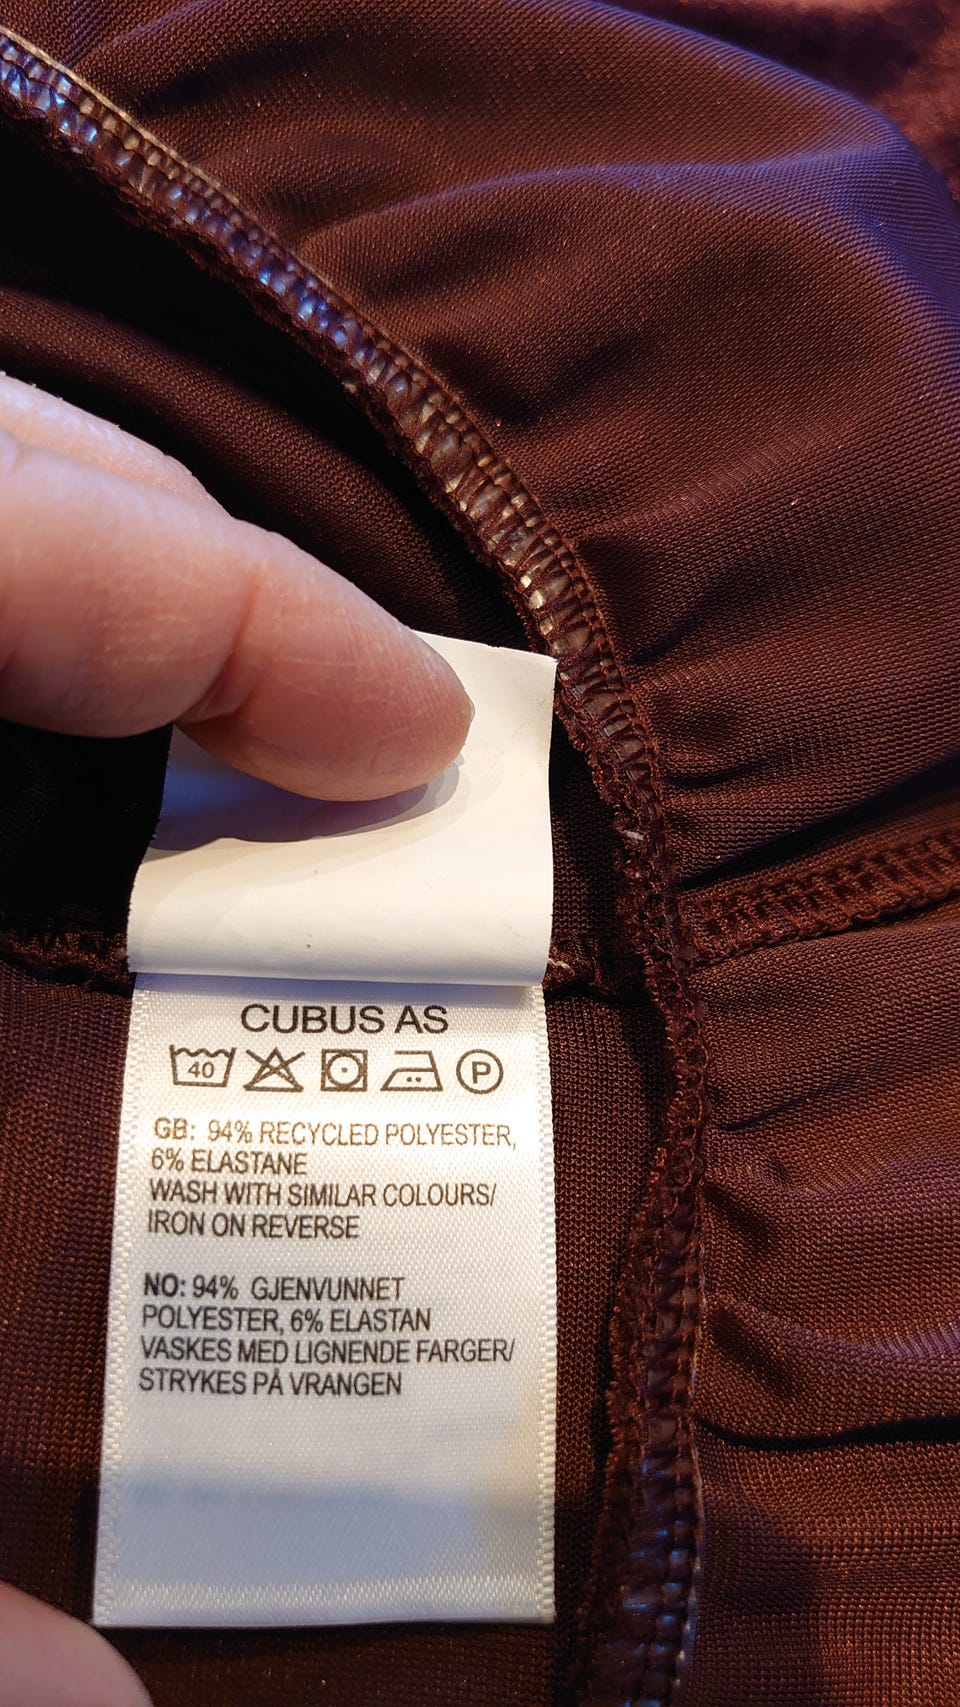 CUBUS AS
40 P
GB: 94% RECYCLED POLYESTER,
6% ELASTANE
WASH WITH SIMILAR COLOURS/
IRON ON REVERSE
NO: 94% GJENVUNNET
POLYESTER, 6% ELASTAN
VASKES MED LIGNENDE FARGER/
STRYKES PÅ VRANGEN